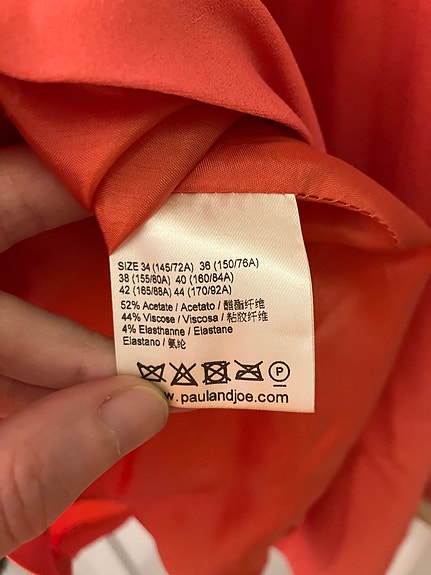 SIZE 34 (145/72A) 36 (150/76A)
38 (155/80A) 40 (160/84A)
42 (165/88A) 44 (170/92A)
52% Acetate / Acetato / 醋酯纤维
44% Viscose / Viscosa / 粘胶纤维
4% Elasthanne / Elastane
Elastano / 氨纶
P
w.paulandjoe.com